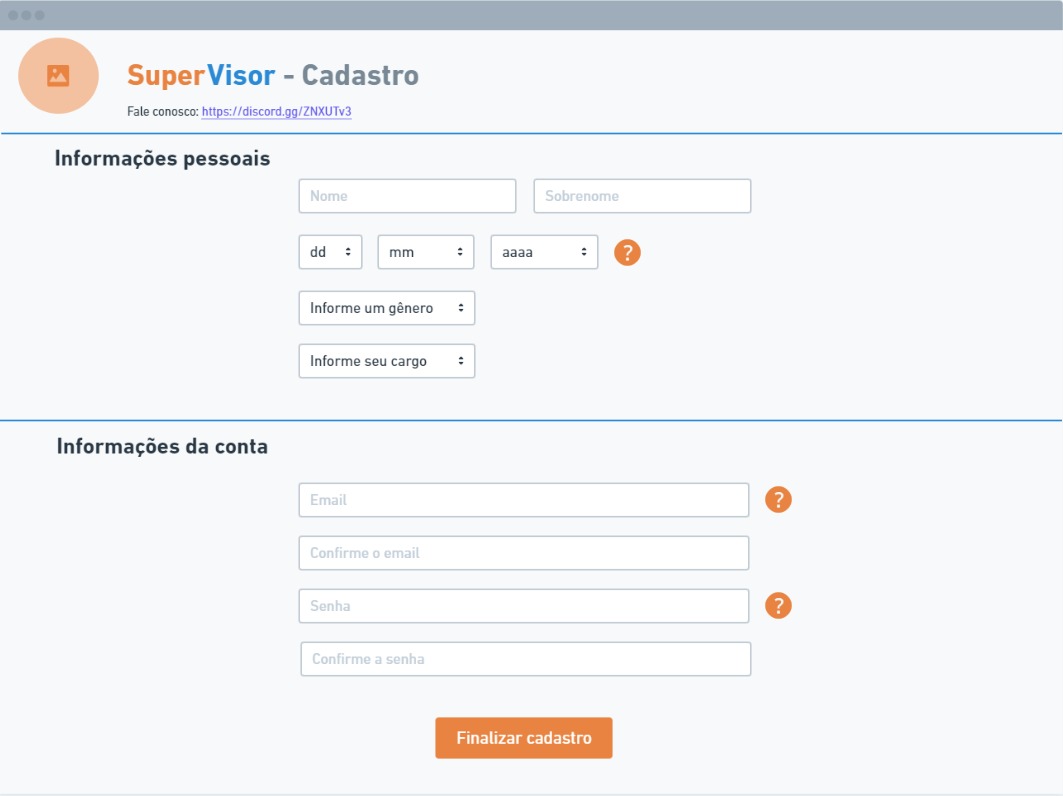 SuperVisor - Cadastro
Fale conosco: https://discord.gg/ZNXUTv3
Informações pessoais
Nome Sobrenome
dd mm aaaa ?
Informe um gênero
Informe seu cargo
Informações da conta
Email ?
Confirme o email
Senha ?
Confirme a senha
Finalizar cadastro